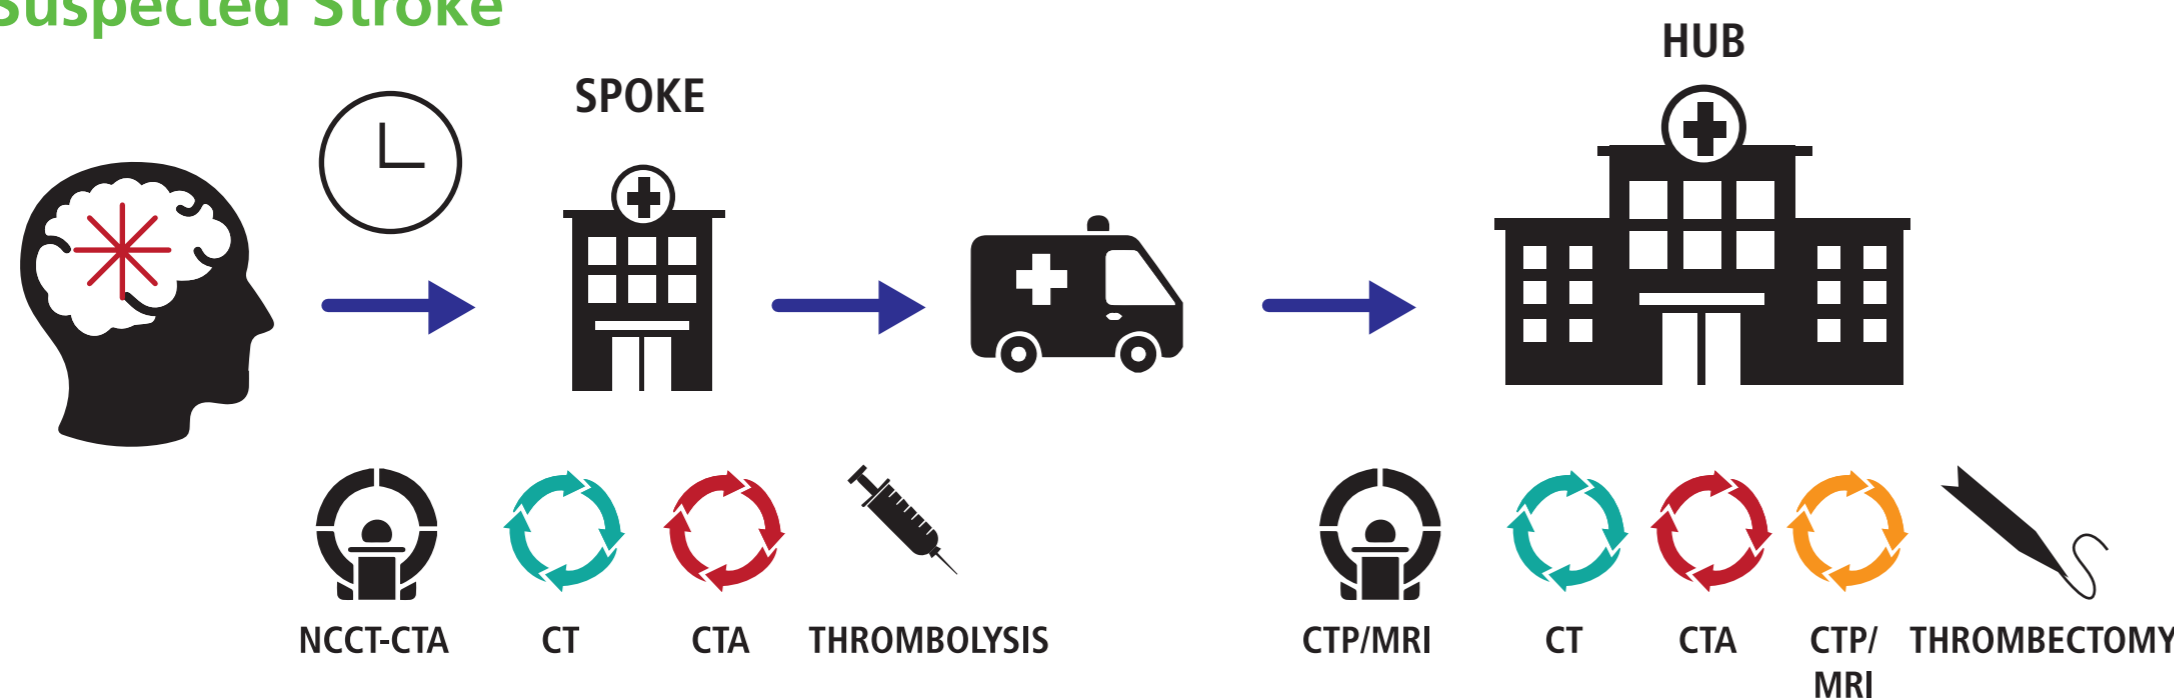 Suspected Stroke
HUB
SPOKE
NCCT-CTA
CT
CTA
THROMBOLYSIS
CTP/MRI
CT
CTA
CTP/
MRI
THROMBECTOMY